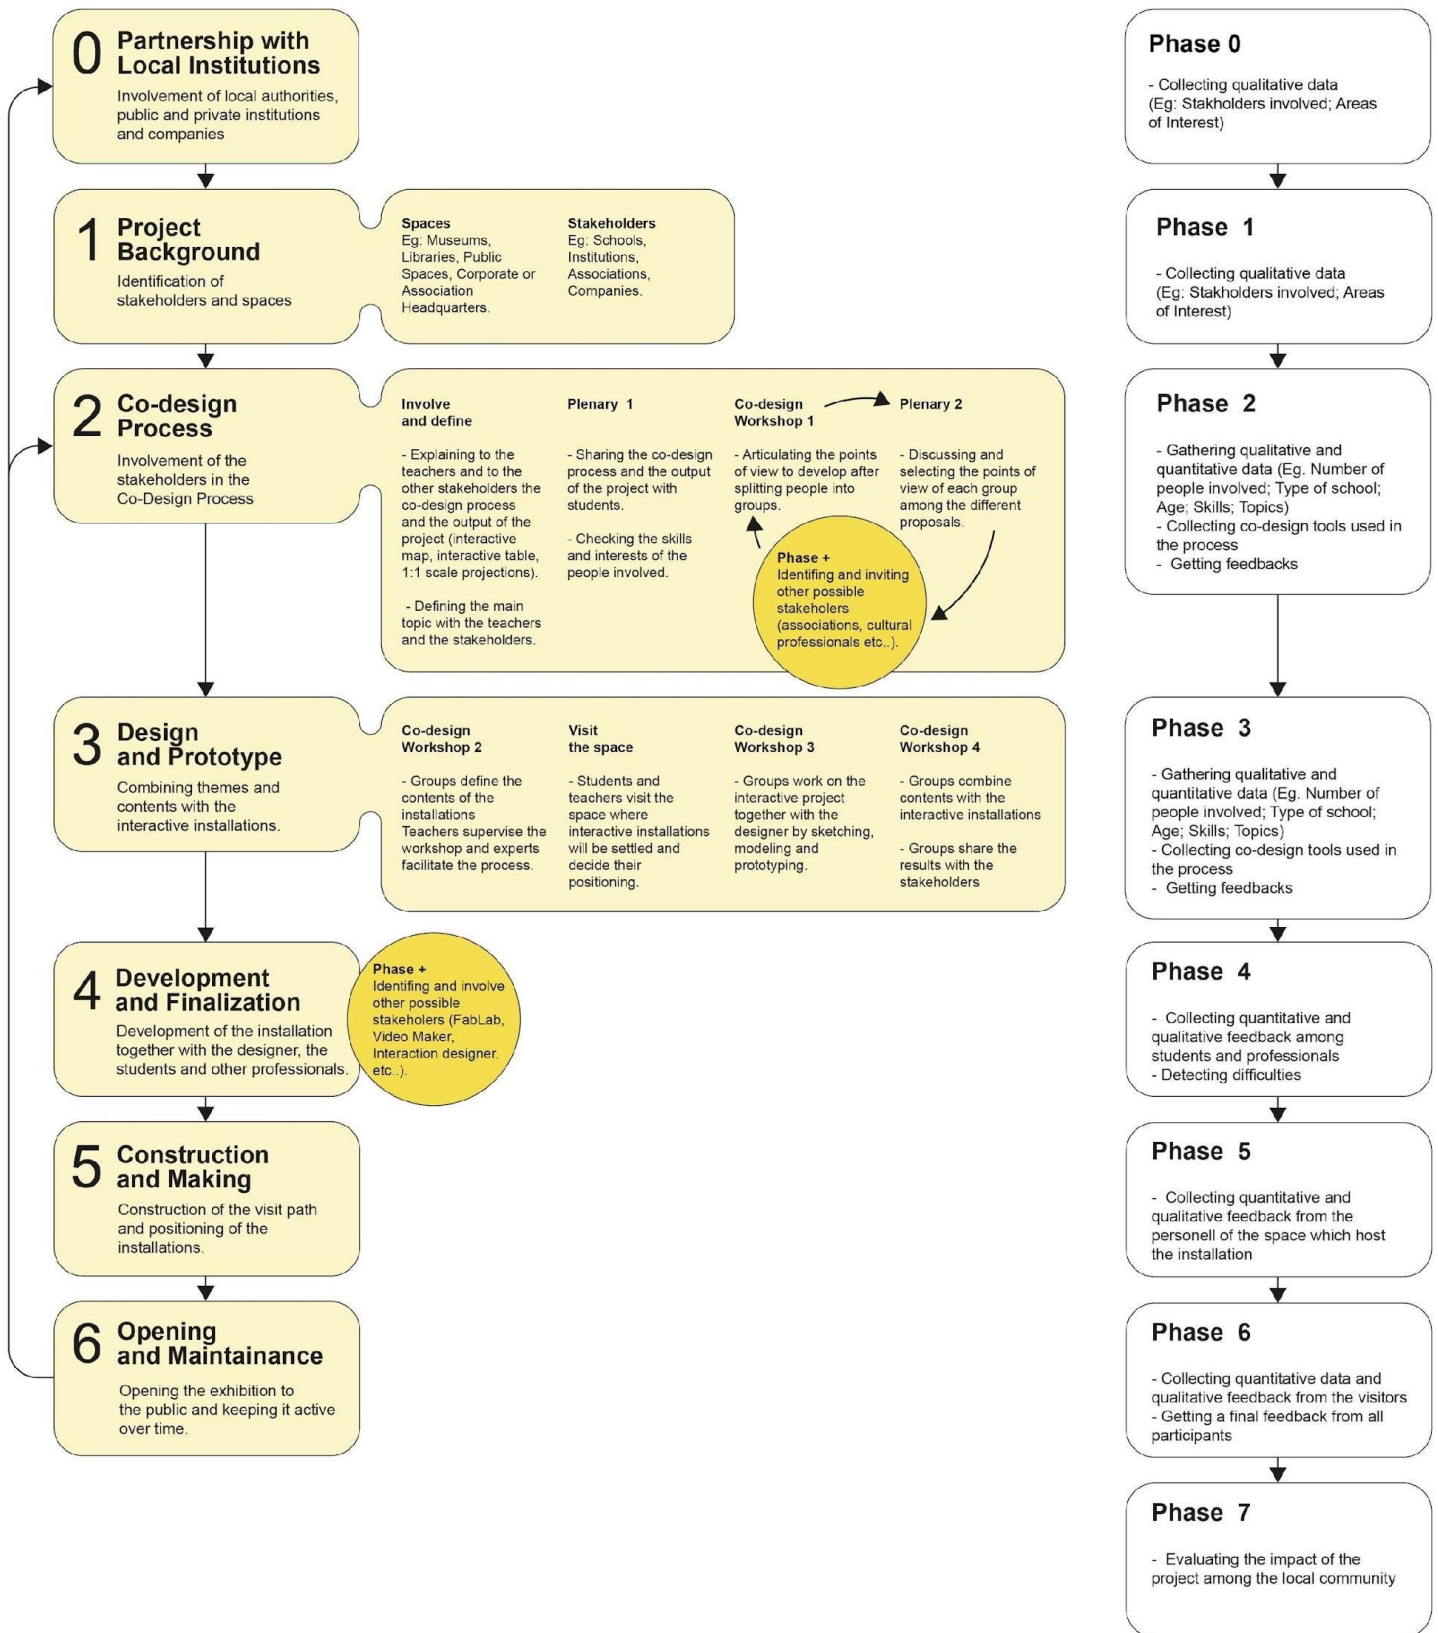 0
Partnership with
Local Institutions
Involvement of local authorities,
public and private institutions
and companies
1
Project
Background
Identification of
stakeholders and spaces
Spaces
Eg: Museums,
Libraries, Public
Spaces, Corporate or
Association
Headquarters.
Stakeholders
Eg: Schools,
Institutions,
Associations,
Companies.
2
Co-design
Process
Involvement of the
stakeholders in the
Co-Design Process
Involve
and define
- Explaining to the
teachers and to the
other stakeholders the
co-design process
and the output of the
project (interactive
map, interactive table,
1:1 scale projections).
- Defining the main
topic with the teachers
and the stakeholders.
Plenary 1
- Sharing the co-design
process and the output
of the project with
students.
- Checking the skills
and interests of the
people involved.
Co-design
Workshop 1
- Articulating the points
of view to develop after
splitting people into
groups.
Plenary 2
- Discussing and
selecting the points of
view of each group
among the different
proposals.
Phase +
Identifing and inviting
other possible
stakeholers
(associations, cultural
professionals etc..).
3
Design
and Prototype
Combining themes and
contents with the
interactive installations.
Co-design
Workshop 2
- Groups define the
contents of the
installations
Teachers supervise the
workshop and experts
facilitate the process.
Visit
the space
- Students and
teachers visit the
space where
interactive installations
will be settled and
decide their
positioning.
Co-design
Workshop 3
- Groups work on the
interactive project
together with the
designer by sketching,
modeling and
prototyping.
Co-design
Workshop 4
- Groups combine
contents with the
interactive installations
- Groups share the
results with the
stakeholders
4
Development
and Finalization
Development of the installation
together with the designer, the
students and other professionals.
Phase +
Identifing and involve
other possible
stakeholers (FabLab,
Video Maker,
Interaction designer,
etc..).
5
Construction
and Making
Construction of the visit path
and positioning of the
installations.
6
Opening
and Maintainance
Opening the exhibition to
the public and keeping it active
over time.
Phase 0
- Collecting qualitative data
(Eg: Stakholders involved; Areas
of Interest)
Phase 1
- Collecting qualitative data
(Eg: Stakholders involved; Areas
of Interest)
Phase 2
- Gathering qualitative and
quantitative data (Eg. Number of
people involved; Type of school;
Age; Skills; Topics)
- Collecting co-design tools used in
the process
- Getting feedbacks
Phase 3
- Gathering qualitative and
quantitative data (Eg. Number of
people involved; Type of school;
Age; Skills; Topics)
- Collecting co-design tools used in
the process
- Getting feedbacks
Phase 4
- Collecting quantitative and
qualitative feedback among
students and professionals
- Detecting difficulties
Phase 5
- Collecting quantitative and
qualitative feedback from the
personell of the space which host
the installation
Phase 6
- Collecting quantitative data and
qualitative feedback from the visitors
- Getting a final feedback from all
participants
Phase 7
- Evaluating the impact of the
project among the local community